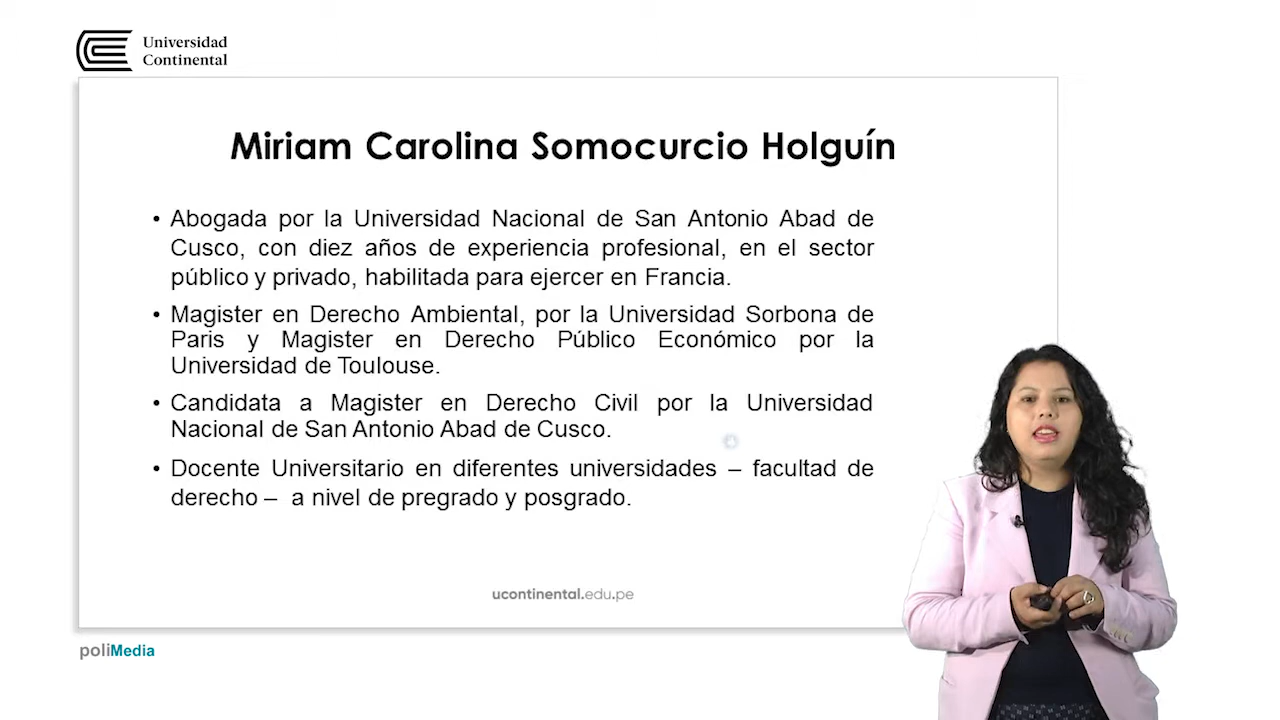 Universidad
Continental
Miriam Carolina Somocurcio Holguín
• Abogada por la Universidad Nacional de San Antonio Abad de
Cusco, con diez años de experiencia profesional, en el sector
público y privado, habilitada para ejercer en Francia.
• Magister en Derecho Ambiental, por la Universidad Sorbona de
Paris y Magister en Derecho Público Económico por la
Universidad de Toulouse.
• Candidata a Magister en Derecho Civil por la Universidad
Nacional de San Antonio Abad de Cusco.
• Docente Universitario en diferentes universidades – facultad de
derecho – a nivel de pregrado y posgrado.
ucontinental.edu.pe
poliMedia